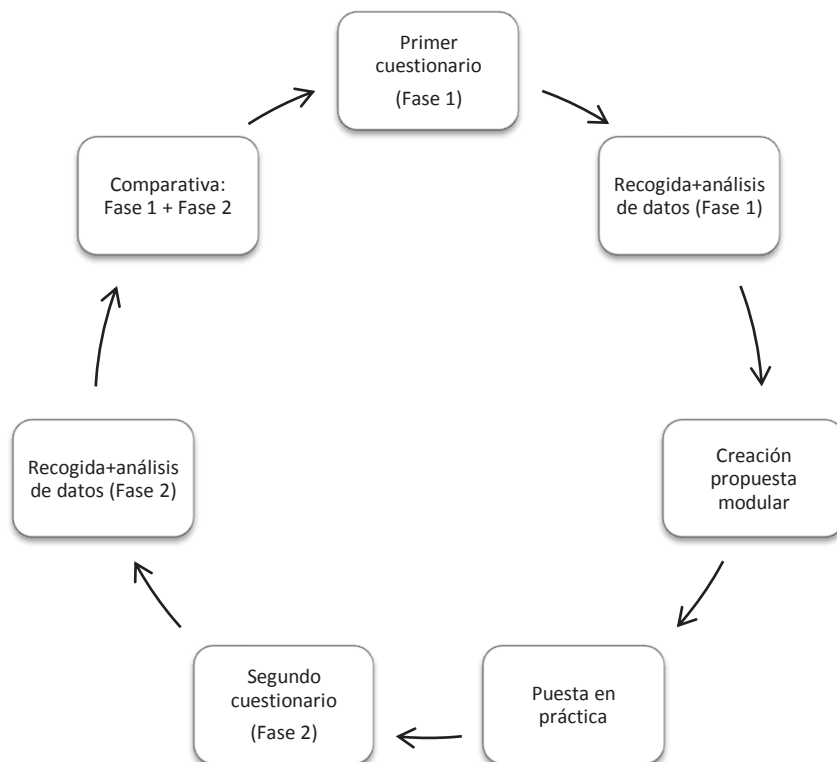 Primer
cuestionario
(Fase 1)
Recogida+análisis
de datos (Fase 1)
Creación
propuesta
modular
Puesta en
práctica
Segundo
cuestionario
(Fase 2)
Recogida+análisis
de datos (Fase 2)
Comparativa:
Fase 1 + Fase 2